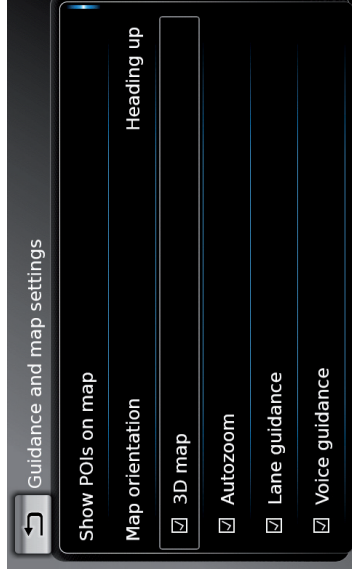 Guidance and map settings
Show POIs on map
Map orientation Heading up
3D map
Autozoom
Lane guidance
Voice guidance